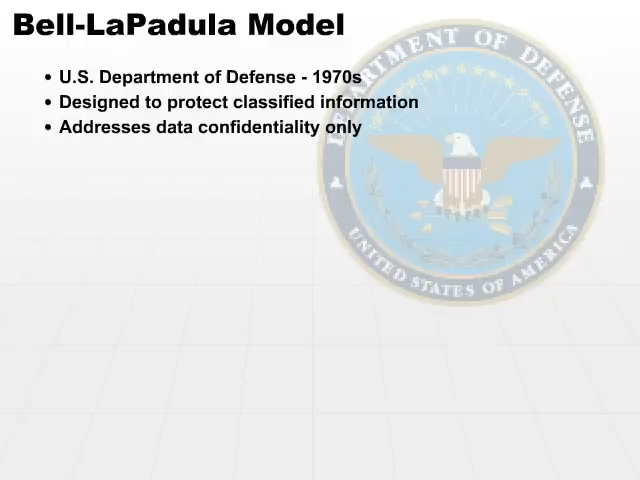 Bell-LaPadula Model
• U.S. Department of Defense - 1970s
• Designed to protect classified information
• Addresses data confidentiality only
DEPARTMENT OF DEFENSE
UNITED STATES OF AMERICA